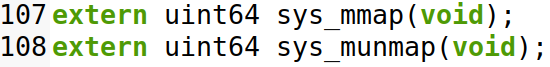 107 extern uint64 sys_mmap(void);
108 extern uint64 sys_munmap(void);